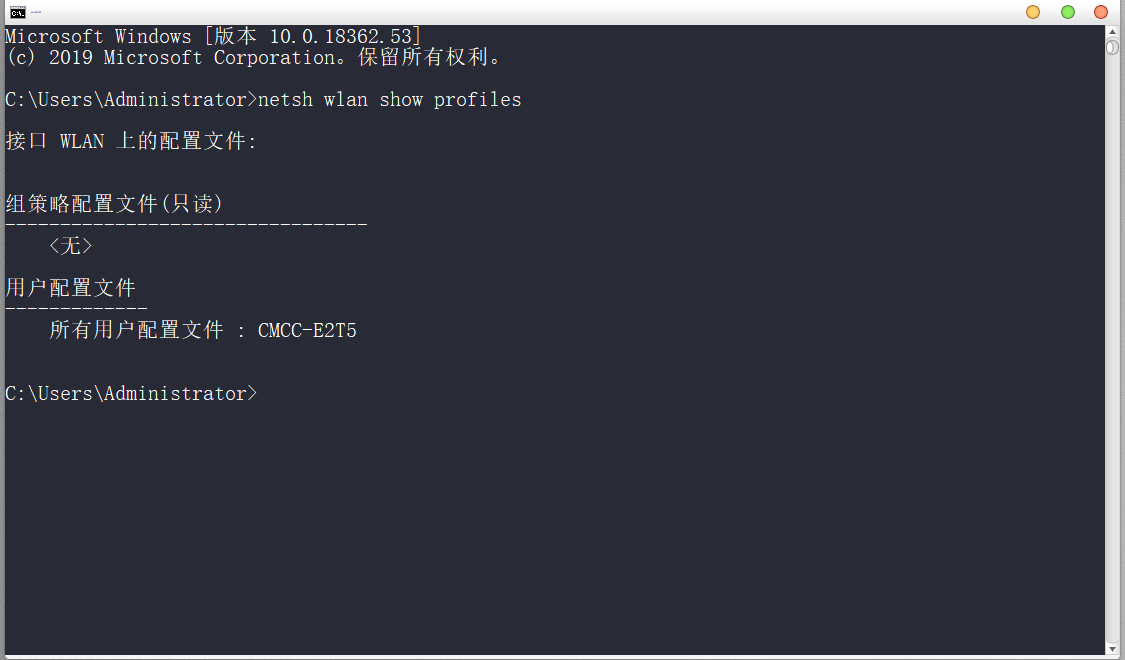 Microsoft Windows [版本 10.0.18362.53]
(c) 2019 Microsoft Corporation。保留所有权利。
C:\Users\Administrator>netsh wlan show profiles
接口 WLAN 上的配置文件:
组策略配置文件(只读)
---------------------------------
<无>
用户配置文件
-------------
所有用户配置文件 : CMCC-E2T5
C:\Users\Administrator>